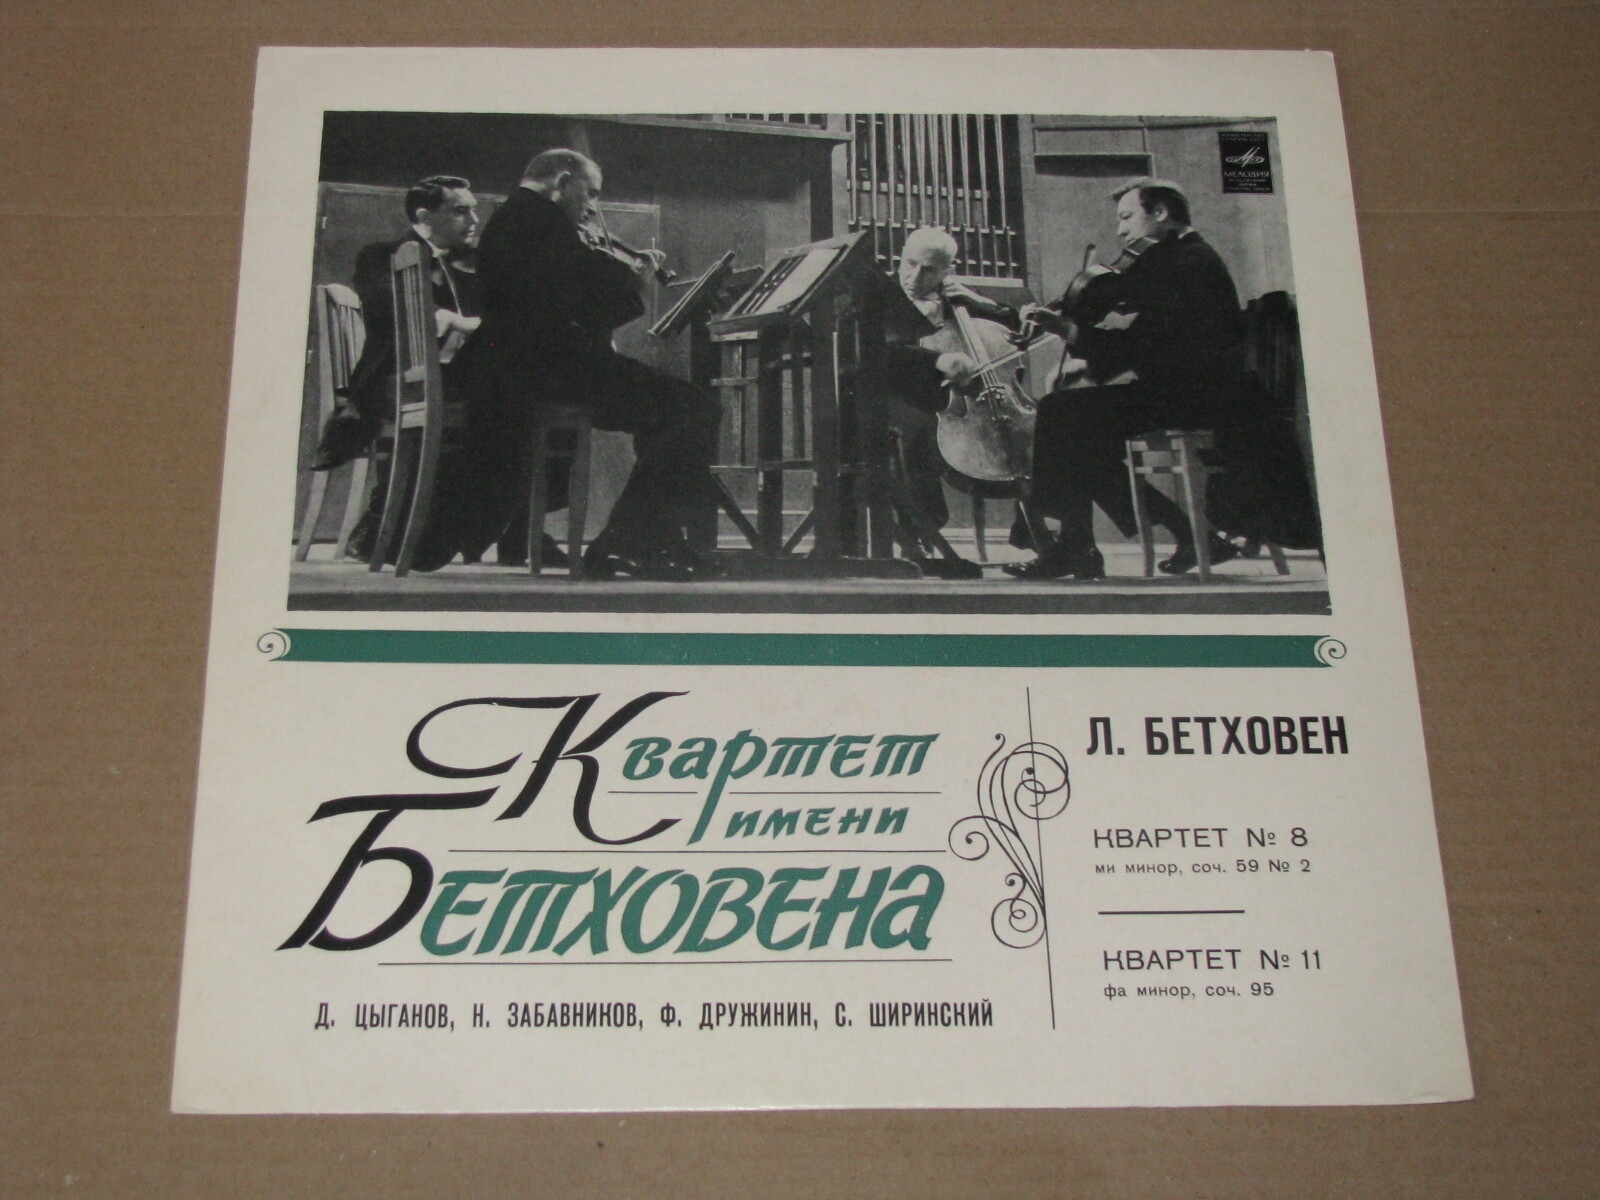 МЕЛОДИЯ
Квартет
имени
Бетховена
Д. ЦЫГАНОВ, Н. ЗАБАВНИКОВ, Ф. ДРУЖИНИН, С. ШИРИНСКИЙ
Л. БЕТХОВЕН
КВАРТЕТ № 8
ми минор, соч. 59 № 2
КВАРТЕТ № 11
фа минор, соч. 95